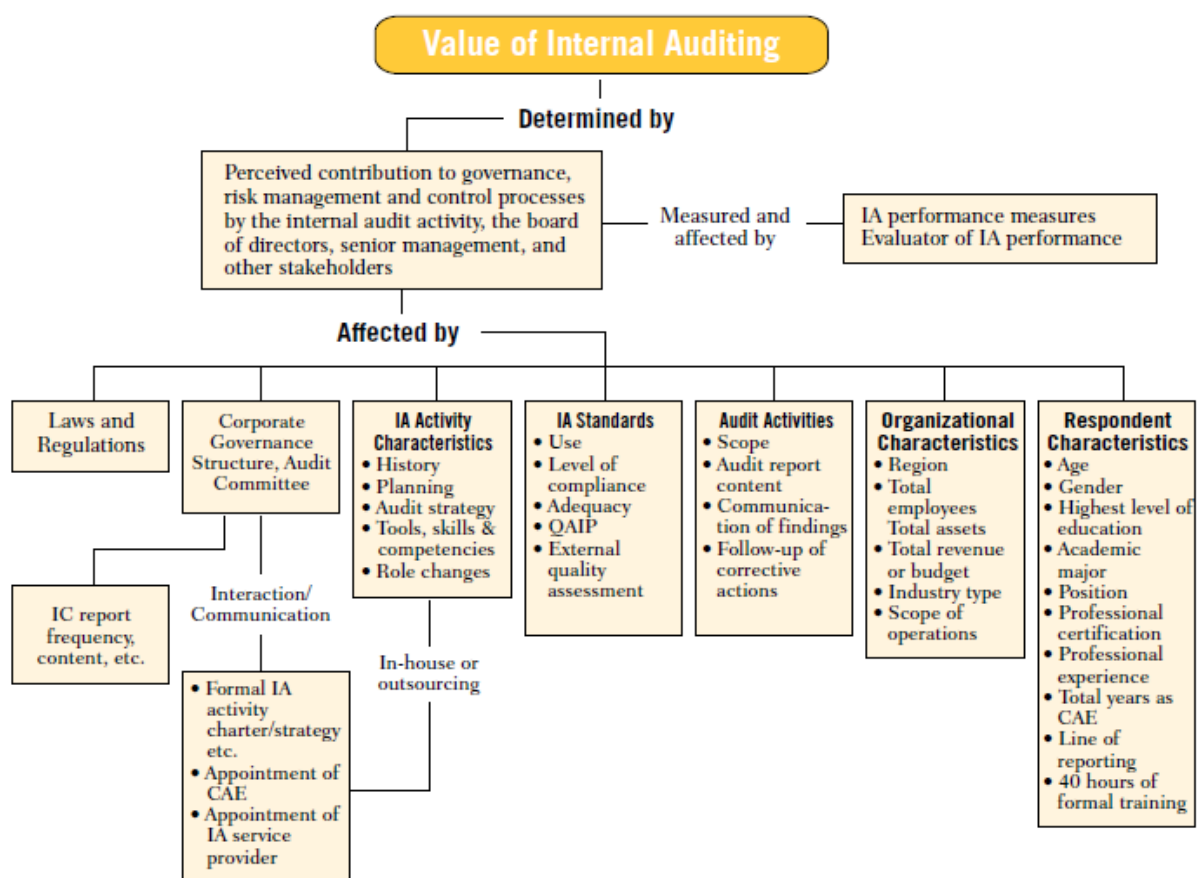 Value of Internal Auditing
Determined by
Perceived contribution to governance,
risk management and control processes
by the internal audit activity, the board
of directors, senior management, and
other stakeholders
Measured and
affected by
IA performance measures
Evaluator of IA performance
Affected by
Laws and
Regulations
Corporate
Governance
Structure, Audit
Committee
IA Activity
Characteristics
• History
• Planning
• Audit strategy
• Tools, skills &
competencies
• Role changes
IA Standards
• Use
• Level of
compliance
• Adequacy
• QAIP
• External
quality
assessment
Audit Activities
• Scope
• Audit report
content
• Communica-
tion of findings
• Follow-up of
corrective
actions
Organizational
Characteristics
• Region
• Total
employees
Total assets
• Total revenue
or budget
• Industry type
• Scope of
operations
Respondent
Characteristics
• Age
• Gender
• Highest level of
education
• Academic
major
• Position
• Professional
certification
• Professional
experience
• Total years as
CAE
• Line of
reporting
• 40 hours of
formal training
IC report
frequency,
content, etc.
Interaction/
Communication
In-house or
outsourcing
• Formal IA
activity
charter/strategy
etc.
• Appointment of
CAE
• Appointment of
IA service
provider